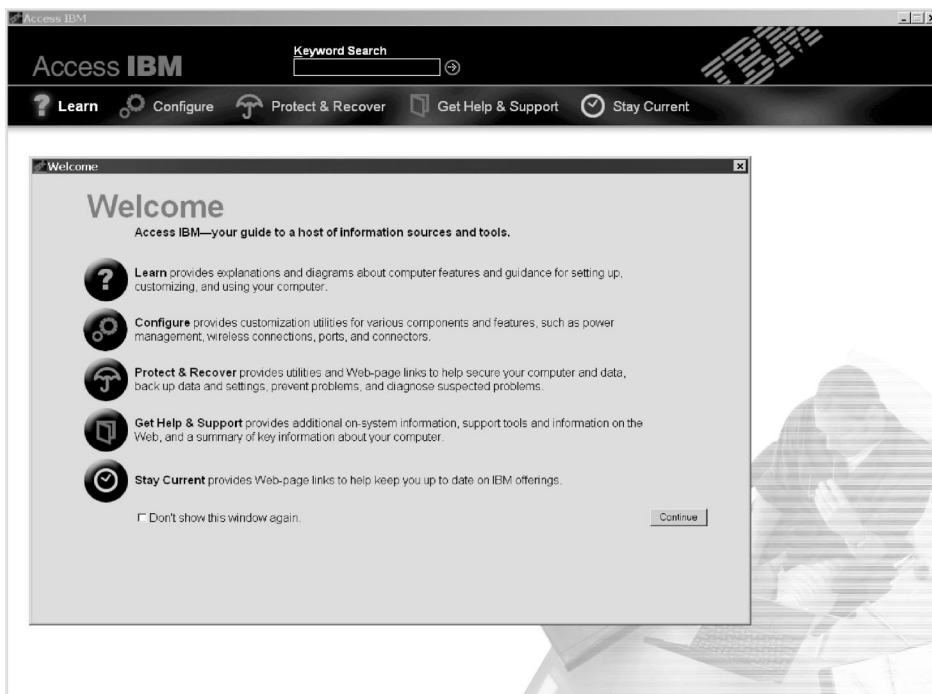 Access IBM
Keyword Search
Access IBM
IBM
Learn Configure Protect & Recover Get Help & Support Stay Current
Welcome
Welcome
Access IBM—your guide to a host of information sources and tools.
Learn provides explanations and diagrams about computer features and guidance for setting up,
customizing, and using your computer.
Configure provides customization utilities for various components and features, such as power
management, wireless connections, ports, and connectors.
Protect & Recover provides utilities and Web-page links to help secure your computer and data,
back up data and settings, prevent problems, and diagnose suspected problems.
Get Help & Support provides additional on-system information, support tools and information on the
Web, and a summary of key information about your computer.
Stay Current provides Web-page links to help keep you up to date on IBM offerings.
Don't show this window again.
Continue